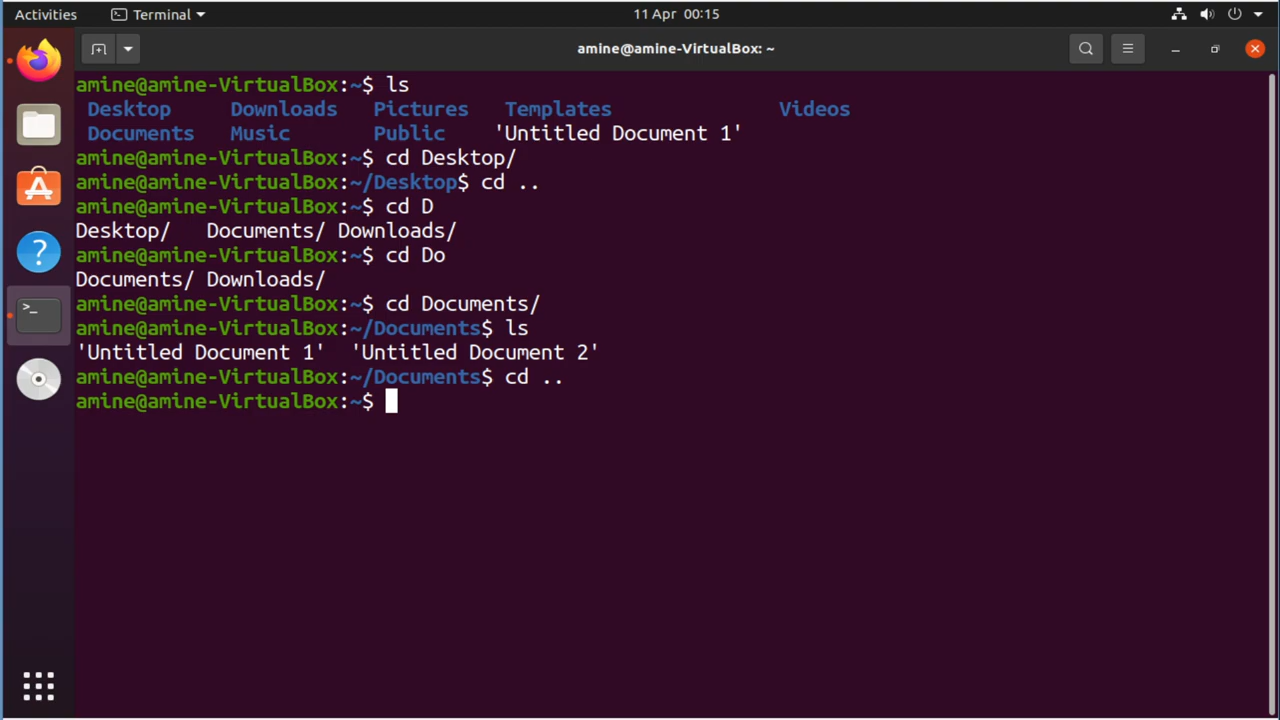 Activities Terminal 11 Apr 00:15
amine@amine-VirtualBox: ~
amine@amine-VirtualBox:~$ ls
Desktop Downloads Pictures Templates Videos
Documents Music Public 'Untitled Document 1'
amine@amine-VirtualBox:~$ cd Desktop/
amine@amine-VirtualBox:~/Desktop$ cd ..
amine@amine-VirtualBox:~$ cd D
Desktop/ Documents/ Downloads/
amine@amine-VirtualBox:~$ cd Do
Documents/ Downloads/
amine@amine-VirtualBox:~$ cd Documents/
amine@amine-VirtualBox:~/Documents$ ls
'Untitled Document 1' 'Untitled Document 2'
amine@amine-VirtualBox:~/Documents$ cd ..
amine@amine-VirtualBox:~$